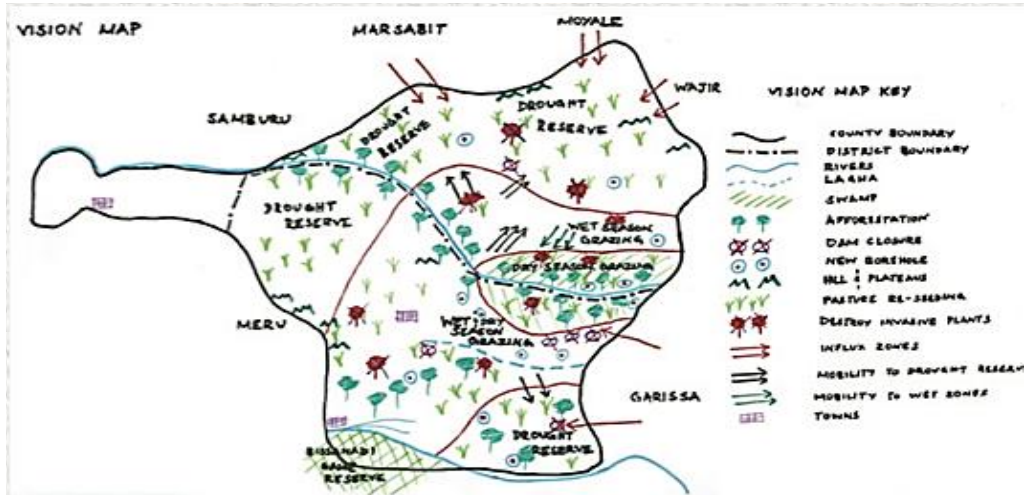 VISION MAP
MARSABIT
MOYALE
WAJIR
SAMBURU
DROUGHT
RESERVE
DROUGHT
RESERVE
DROUGHT
RESERVE
WET SEASON
GRAZING
DRY SEASON GRAZING
MERU
WET & DRY
SEASON
GRAZING
GARISSA
DROUGHT
RESERVE
GAME
RESERVE
VISION MAP KEY
COUNTY BOUNDARY
DISTRICT BOUNDARY
RIVERS
LAGHA
SWAMP
AFFORESTATION
DAM CLOSURE
NEW BOREHOLE
HILL & PLATEAUS
PASTURE RE-SEEDING
DESTROY INVASIVE PLANTS
INFLUX ZONES
MOBILITY TO DROUGHT RESERVE
MOBILITY TO WET ZONES
TOWNS